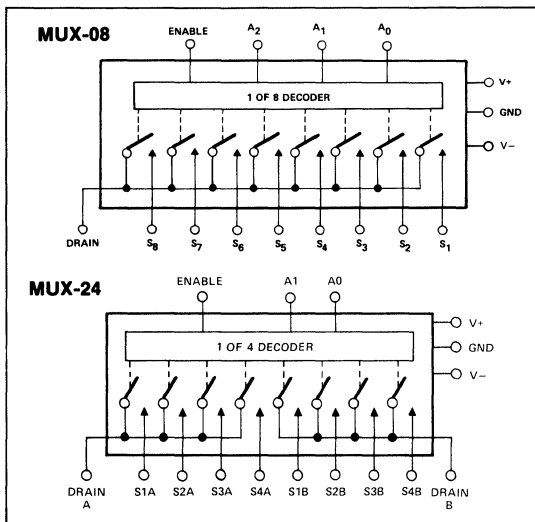 MUX-08
ENABLE A2 A1 A0
1 OF 8 DECODER
V+
GND
V−
DRAIN S8 S7 S6 S5 S4 S3 S2 S1
MUX-24
ENABLE A1 A0
1 OF 4 DECODER
V+
GND
V−
DRAIN A S1A S2A S3A S4A S1B S2B S3B S4B DRAIN B